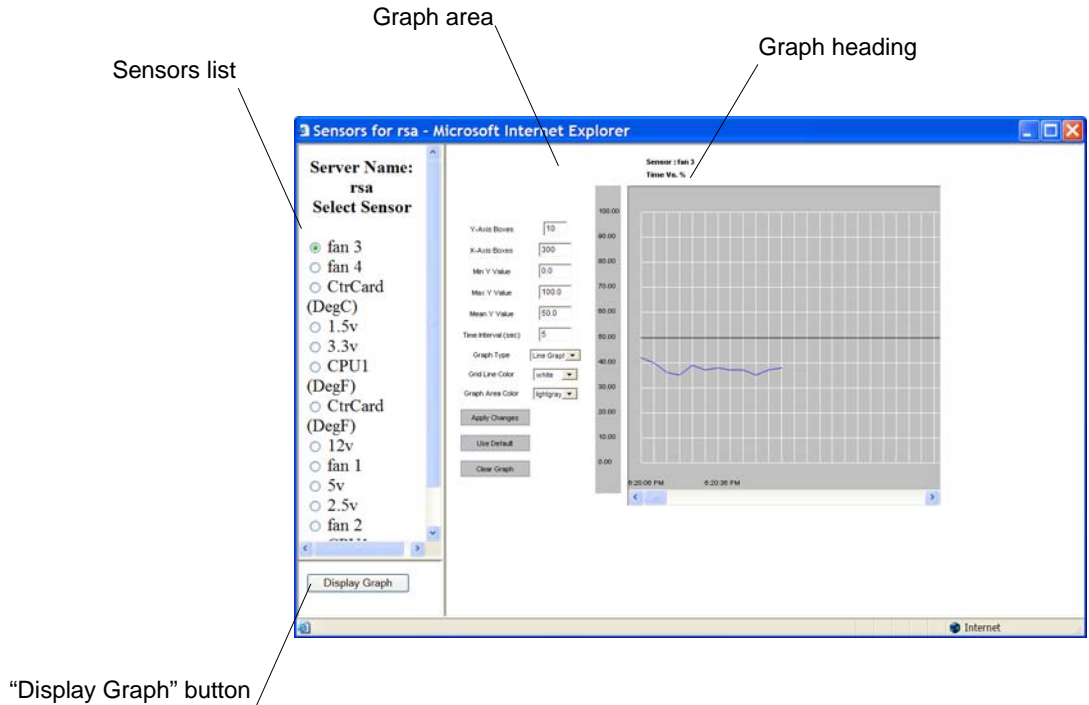 Graph area
Graph heading
Sensors list
Sensors for rsa - Microsoft Internet Explorer
Server Name:
rsa
Select Sensor
fan 3
fan 4
CtrCard
(DegC)
1.5v
3.3v
CPU1
(DegF)
CtrCard
(DegF)
12v
fan 1
5v
2.5v
fan 2
CPU1
Display Graph
Sensor : fan 3
Time Vs. %
Y-Axis Boxes 10
X-Axis Boxes 300
Min Y Value 0.0
Max Y Value 100.0
Mean Y Value 50.0
Time Interval (sec) 5
Graph Type Line Grapl
Grid Line Color white
Graph Area Color lightgray
Apply Changes
Use Default
Clear Graph
100.00
90.00
80.00
70.00
60.00
50.00
40.00
30.00
20.00
10.00
0.00
6:20:06 PM 6:20:36 PM
Internet
“Display Graph” button